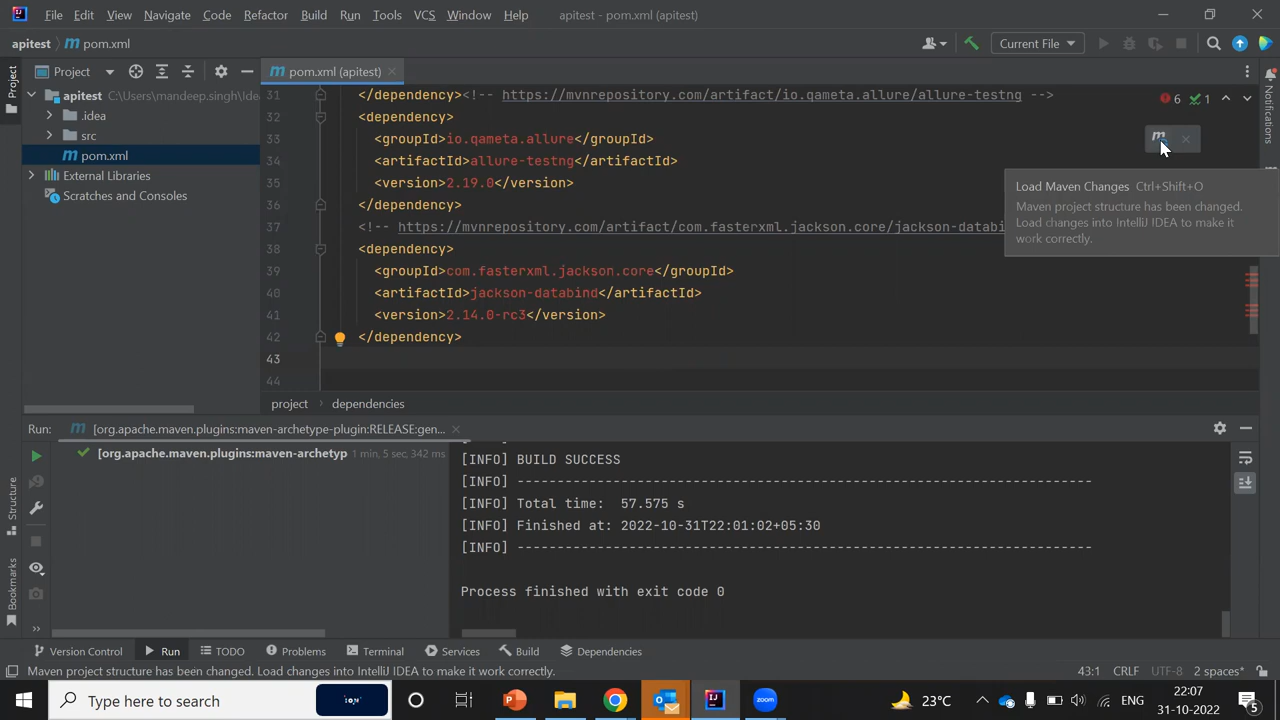 File Edit View Navigate Code Refactor Build Run Tools VCS Window Help apitest - pom.xml (apitest)
apitest pom.xml Current File
Project
Project
pom.xml (apitest)
Notifications
apitest C:\Users\mandeep.singh\Ide
.idea
src
pom.xml
External Libraries
Scratches and Consoles
6 1
31 </dependency><!-- https://mvnrepository.com/artifact/io.qameta.allure/allure-testng -->
32 <dependency>
33 <groupId>io.qameta.allure</groupId>
34 <artifactId>allure-testng</artifactId>
35 <version>2.19.0</version>
36 </dependency>
37 <!-- https://mvnrepository.com/artifact/com.fasterxml.jackson.core/jackson-databi
38 <dependency>
39 <groupId>com.fasterxml.jackson.core</groupId>
40 <artifactId>jackson-databind</artifactId>
41 <version>2.14.0-rc3</version>
42 </dependency>
43
44
Load Maven Changes Ctrl+Shift+O
Maven project structure has been changed.
Load changes into IntelliJ IDEA to make it
work correctly.
project dependencies
Run: [org.apache.maven.plugins:maven-archetype-plugin:RELEASE:gen...
[org.apache.maven.plugins:maven-archetyp 1 min, 5 sec, 342 ms
[INFO] BUILD SUCCESS
[INFO] ------------------------------------------------------------------------
[INFO] Total time:  57.575 s
[INFO] Finished at: 2022-10-31T22:01:02+05:30
[INFO] ------------------------------------------------------------------------
Process finished with exit code 0
Structure
Bookmarks
Version Control Run TODO Problems Terminal Services Build Dependencies
Maven project structure has been changed. Load changes into IntelliJ IDEA to make it work correctly. 43:1 CRLF UTF-8 2 spaces*
Type here to search
23°C ENG 22:07
31-10-2022
5